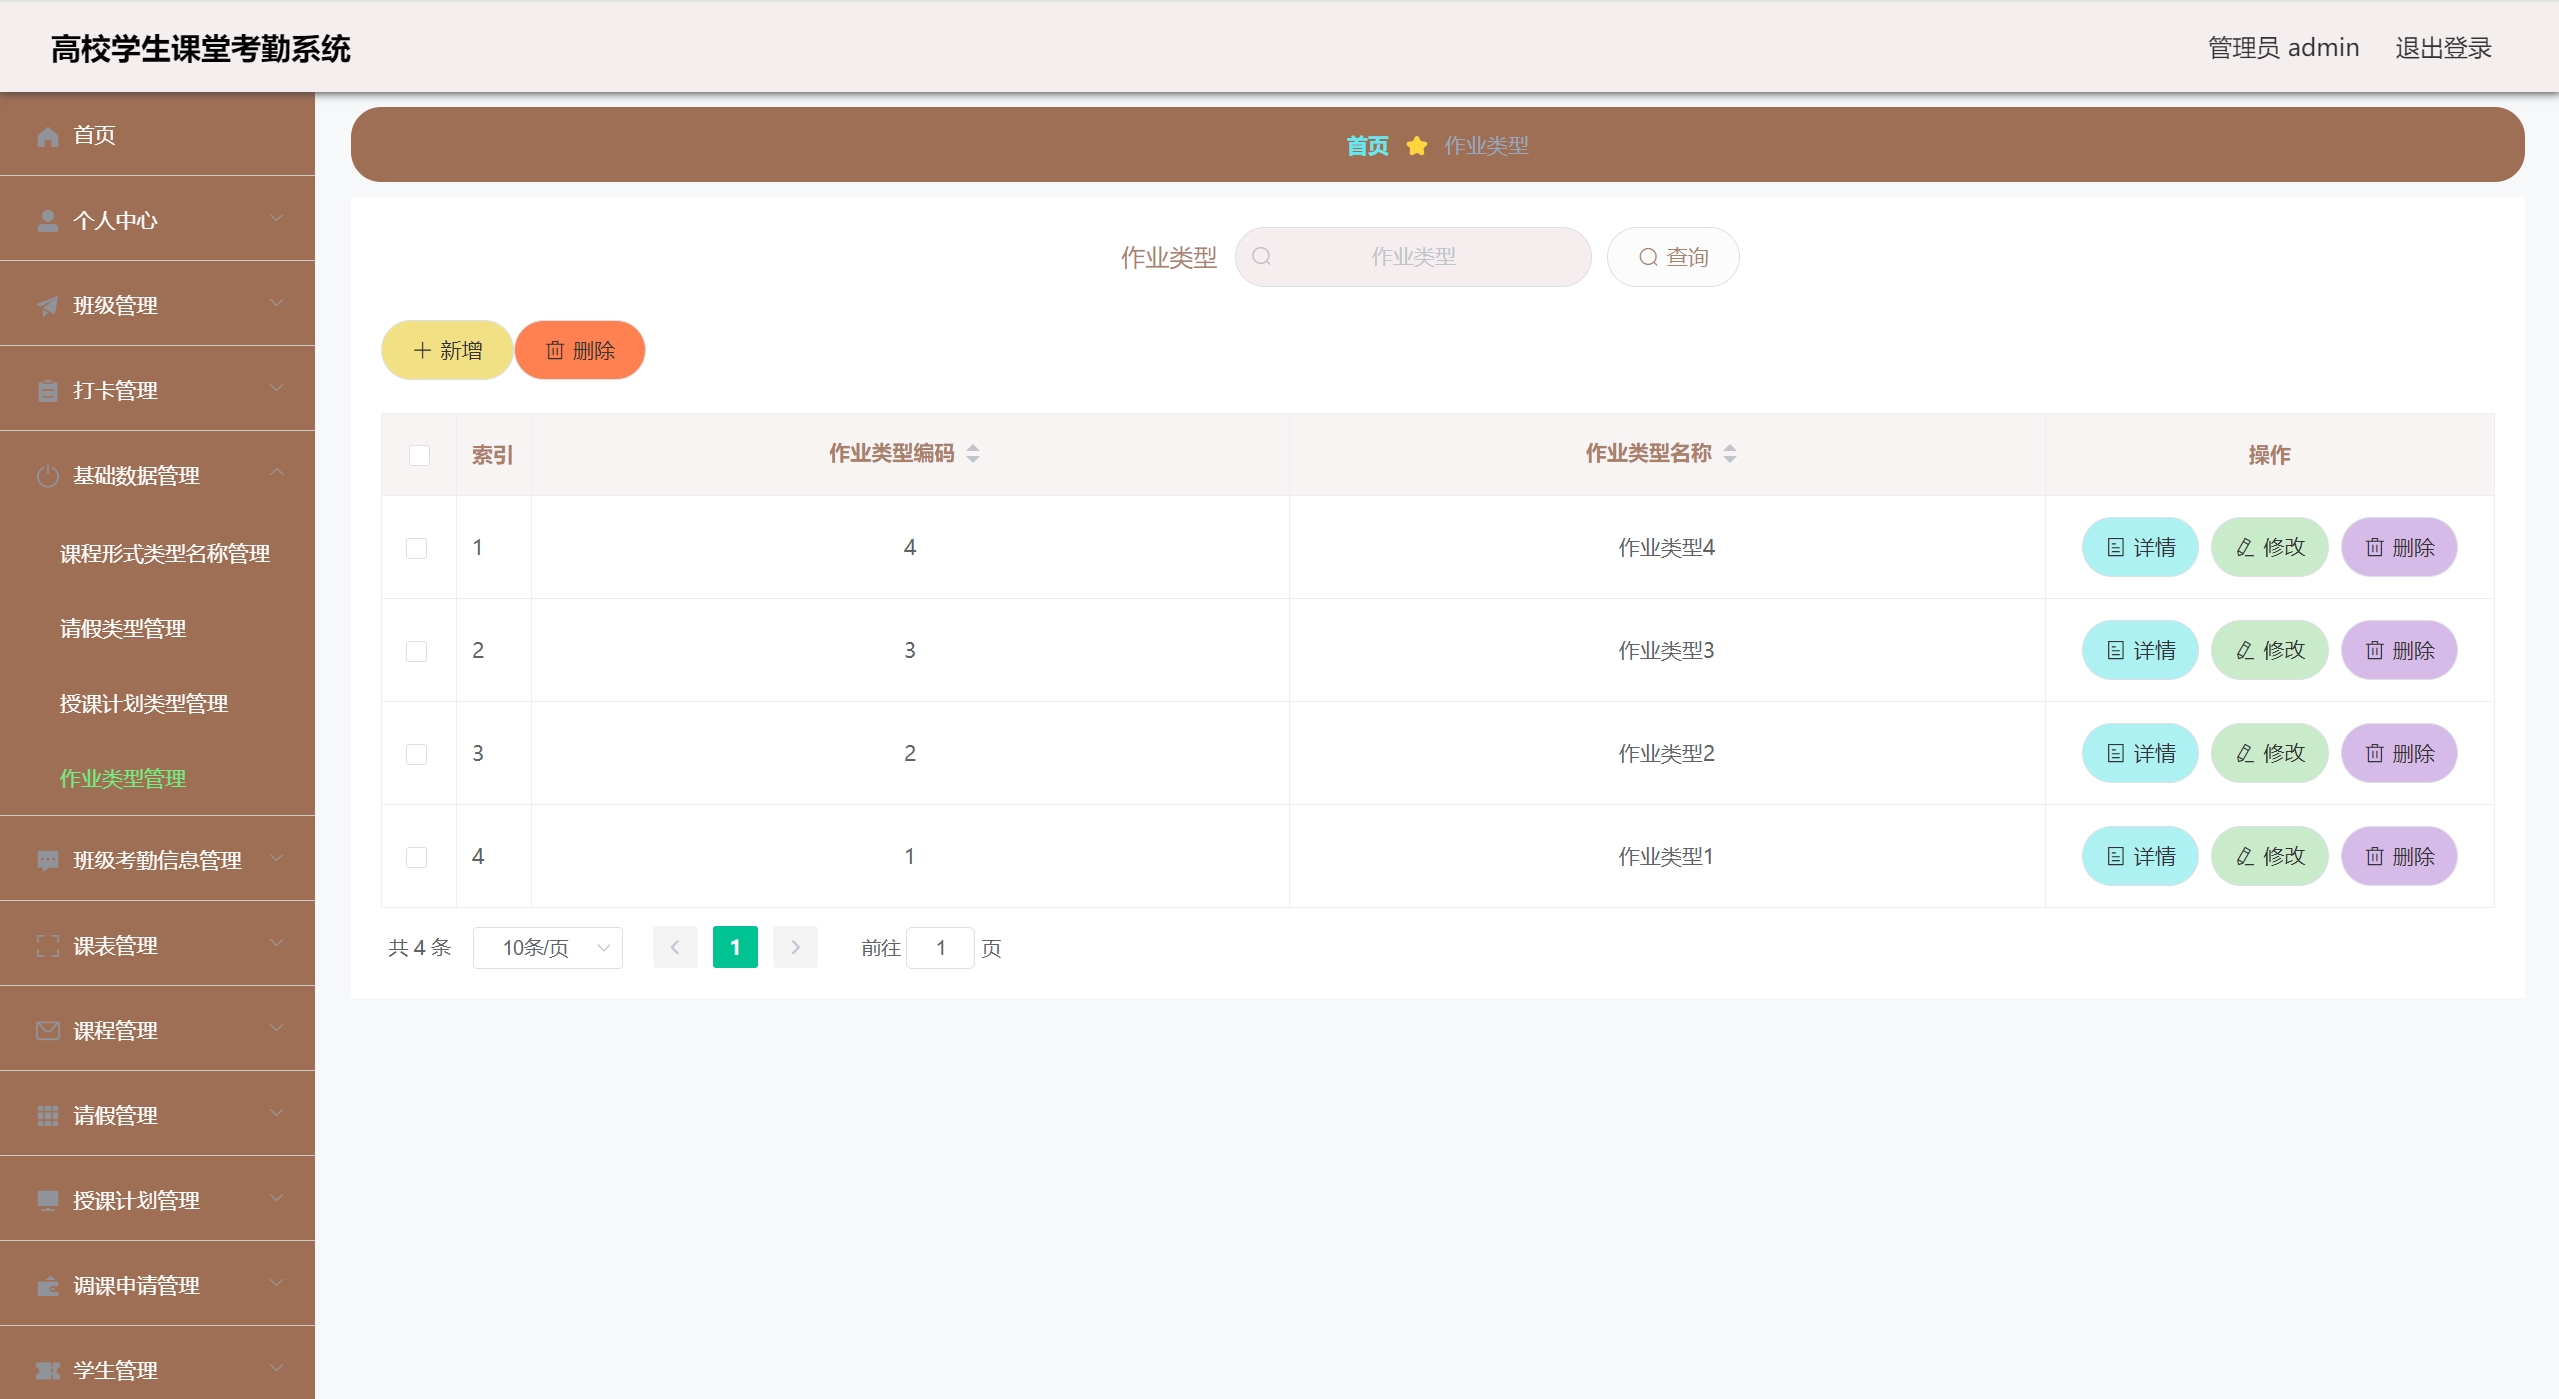 高校学生课堂考勤系统
管理员 admin 退出登录
首页
个人中心
班级管理
打卡管理
基础数据管理
课程形式类型名称管理
请假类型管理
授课计划类型管理
作业类型管理
班级考勤信息管理
课表管理
课程管理
请假管理
授课计划管理
调课申请管理
学生管理
首页 作业类型
作业类型 作业类型 查询
新增 删除
索引 作业类型编码 作业类型名称 操作
1 4 作业类型4 详情 修改 删除
2 3 作业类型3 详情 修改 删除
3 2 作业类型2 详情 修改 删除
4 1 作业类型1 详情 修改 删除
共 4 条 10条/页 1 前往 1 页